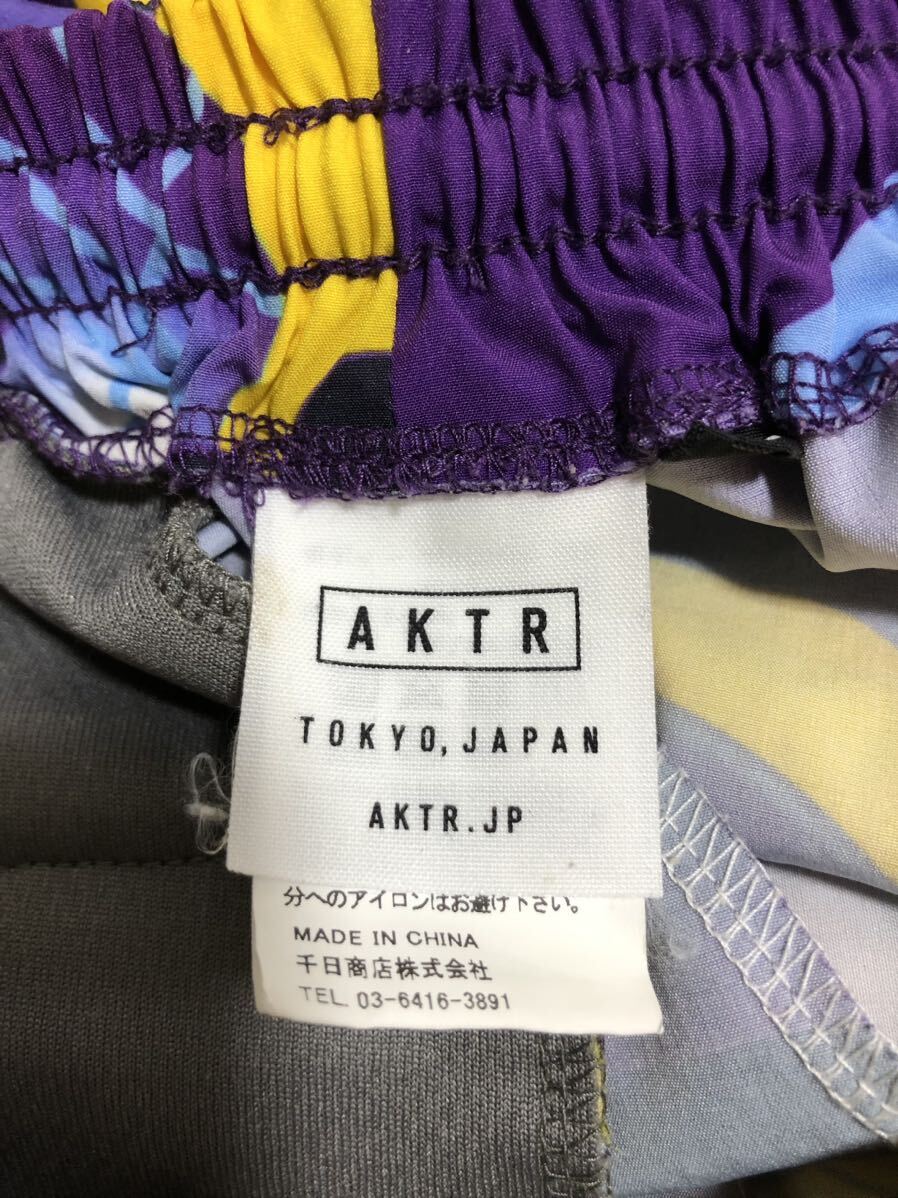 AKTR
TOKYO, JAPAN
AKTR.JP
分へのアイロンはお避け下さい。
MADE IN CHINA
千日商店株式会社
TEL. 03-6416-3891